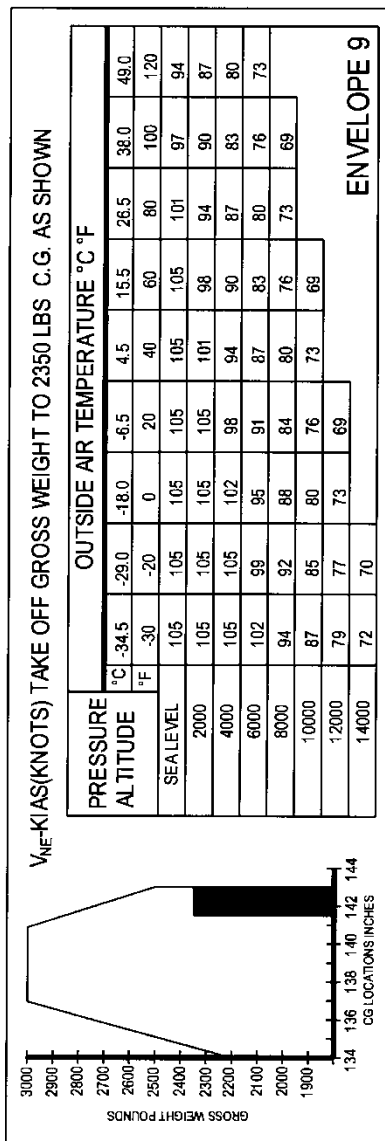 V_NE-KIAS(KNOTS) TAKE OFF GROSS WEIGHT TO 2350 LBS C.G. AS SHOWN
PRESSURE ALTITUDE
OUTSIDE AIR TEMPERATURE °C °F
°C -34.5 -29.0 -18.0 -6.5 4.5 15.5 26.5 38.0 49.0
°F -30 -20 0 20 40 60 80 100 120
SEA LEVEL 105 105 105 105 105 105 101 97 94
2000 105 105 105 105 101 98 94 90 87
4000 105 105 102 98 94 90 87 83 80
6000 102 99 95 91 87 83 80 76 73
8000 94 92 88 84 80 76 73 69
10000 87 85 80 76 73 69
12000 79 77 73 69
14000 72 70
ENVELOPE 9
GROSS WEIGHT POUNDS
3000
2900
2800
2700
2600
2500
2400
2300
2200
2100
2000
1900
134 136 138 140 142 144
CG LOCATIONS INCHES